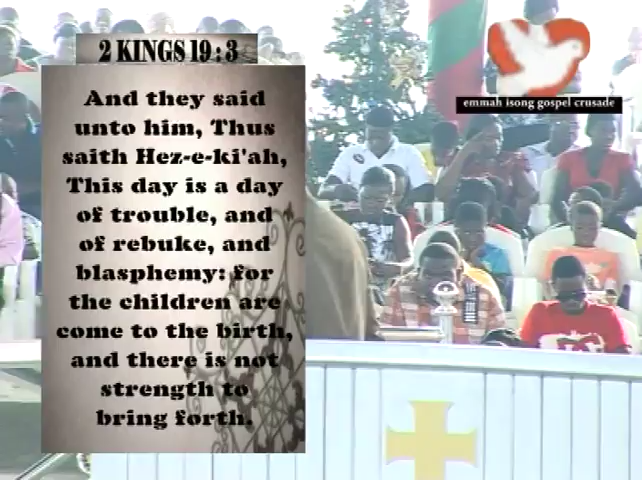 2 KINGS 19 : 3
And they said
unto him, Thus
saith Hez-e-ki'ah,
This day is a day
of trouble, and
of rebuke, and
blasphemy: for
the children are
come to the birth,
and there is not
strength to
bring forth.
emmah isong gospel crusade